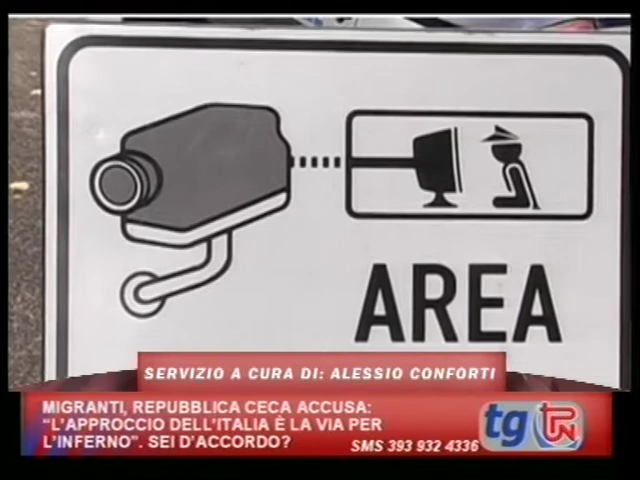 AREA
SERVIZIO A CURA DI: ALESSIO CONFORTI
MIGRANTI, REPUBBLICA CECA ACCUSA:
"L'APPROCCIO DELL'ITALIA È LA VIA PER
L'INFERNO". SEI D'ACCORDO?
SMS 393 932 4336
tg TPN